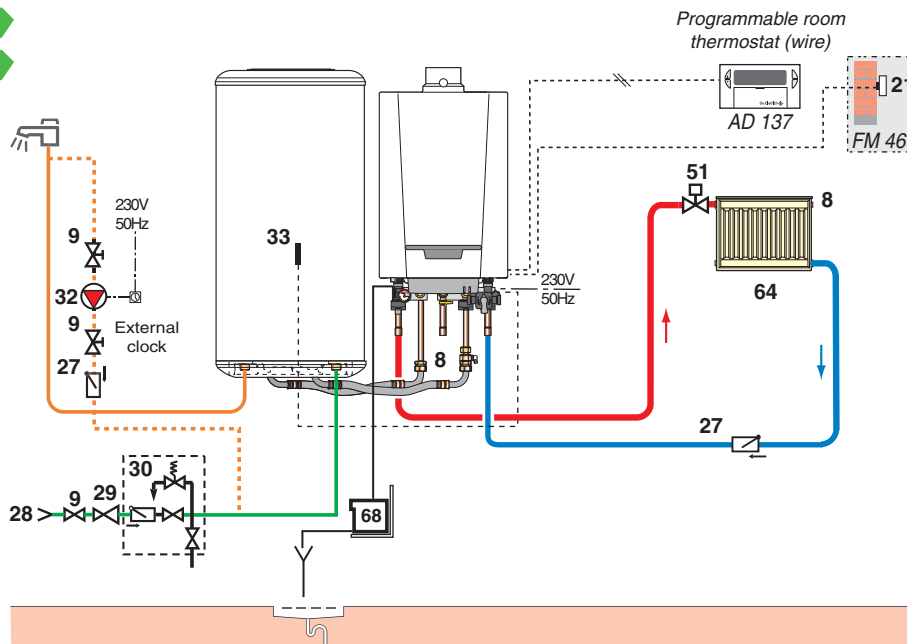 Programmable room
thermostat (wire)
AD 137
21
FM 46
51
8
64
230V
50Hz
9
32
9
External
clock
27
33
230V
50Hz
8
27
28
9
29
30
68